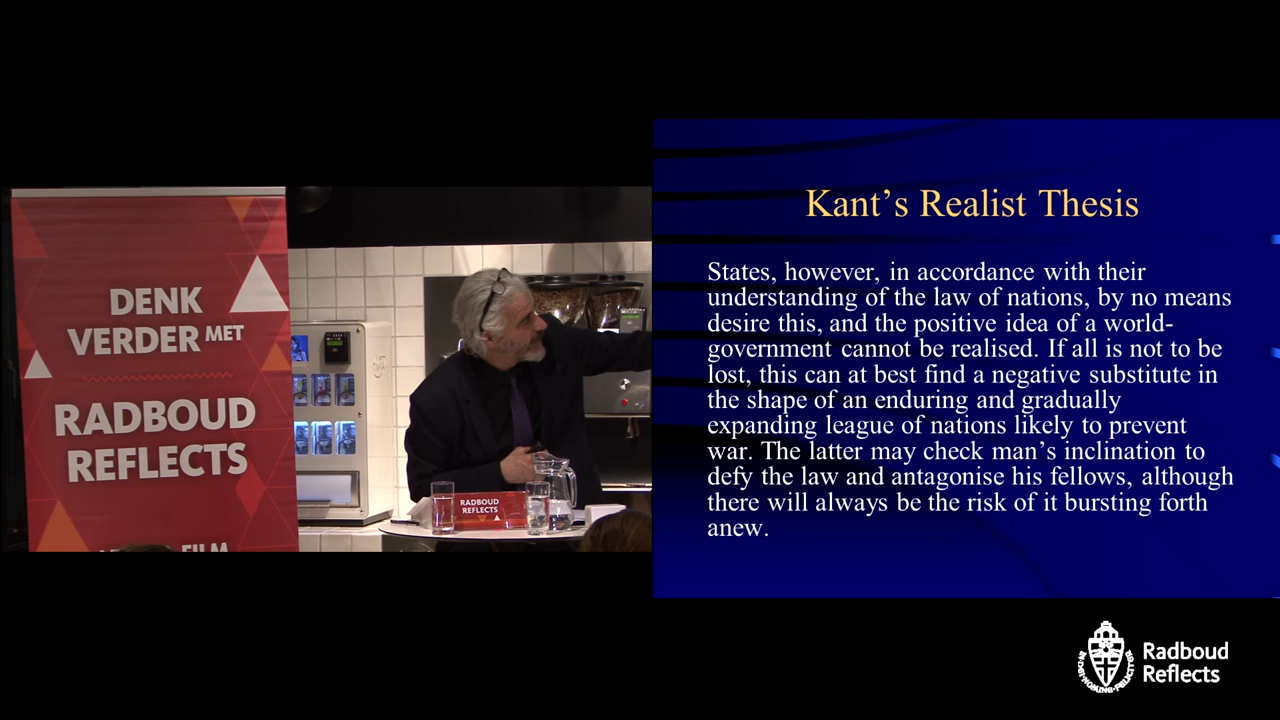 DENK
VERDER MET
RADBOUD
REFLECTS
RADBOUD
REFLECTS
Kant’s Realist Thesis
States, however, in accordance with their
understanding of the law of nations, by no means
desire this, and the positive idea of a world-
government cannot be realised. If all is not to be
lost, this can at best find a negative substitute in
the shape of an enduring and gradually
expanding league of nations likely to prevent
war. The latter may check man’s inclination to
defy the law and antagonise his fellows, although
there will always be the risk of it bursting forth
anew.
Radboud
Reflects